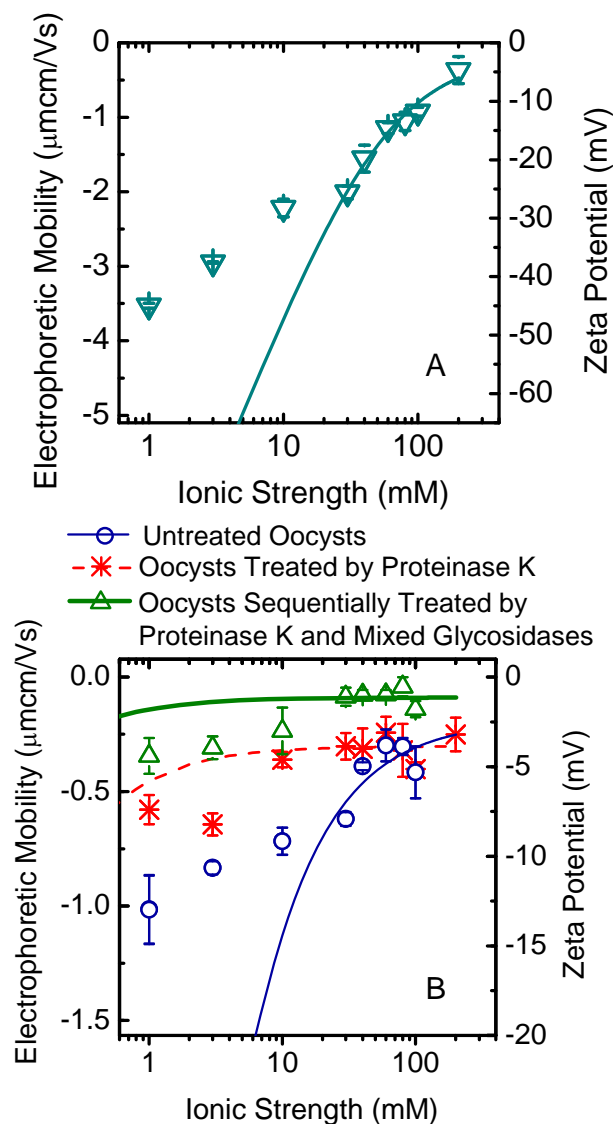 0
-1
-2
-3
-4
-5
Electrophoretic Mobility (μmcm/Vs)
0
-10
-20
-30
-40
-50
-60
Zeta Potential (mV)
A
1 10 100
Ionic Strength (mM)
Untreated Oocysts
Oocysts Treated by Proteinase K
Oocysts Sequentially Treated by
Proteinase K and Mixed Glycosidases
0.0
-0.5
-1.0
-1.5
Electrophoretic Mobility (μmcm/Vs)
0
-5
-10
-15
-20
Zeta Potential (mV)
B
1 10 100
Ionic Strength (mM)